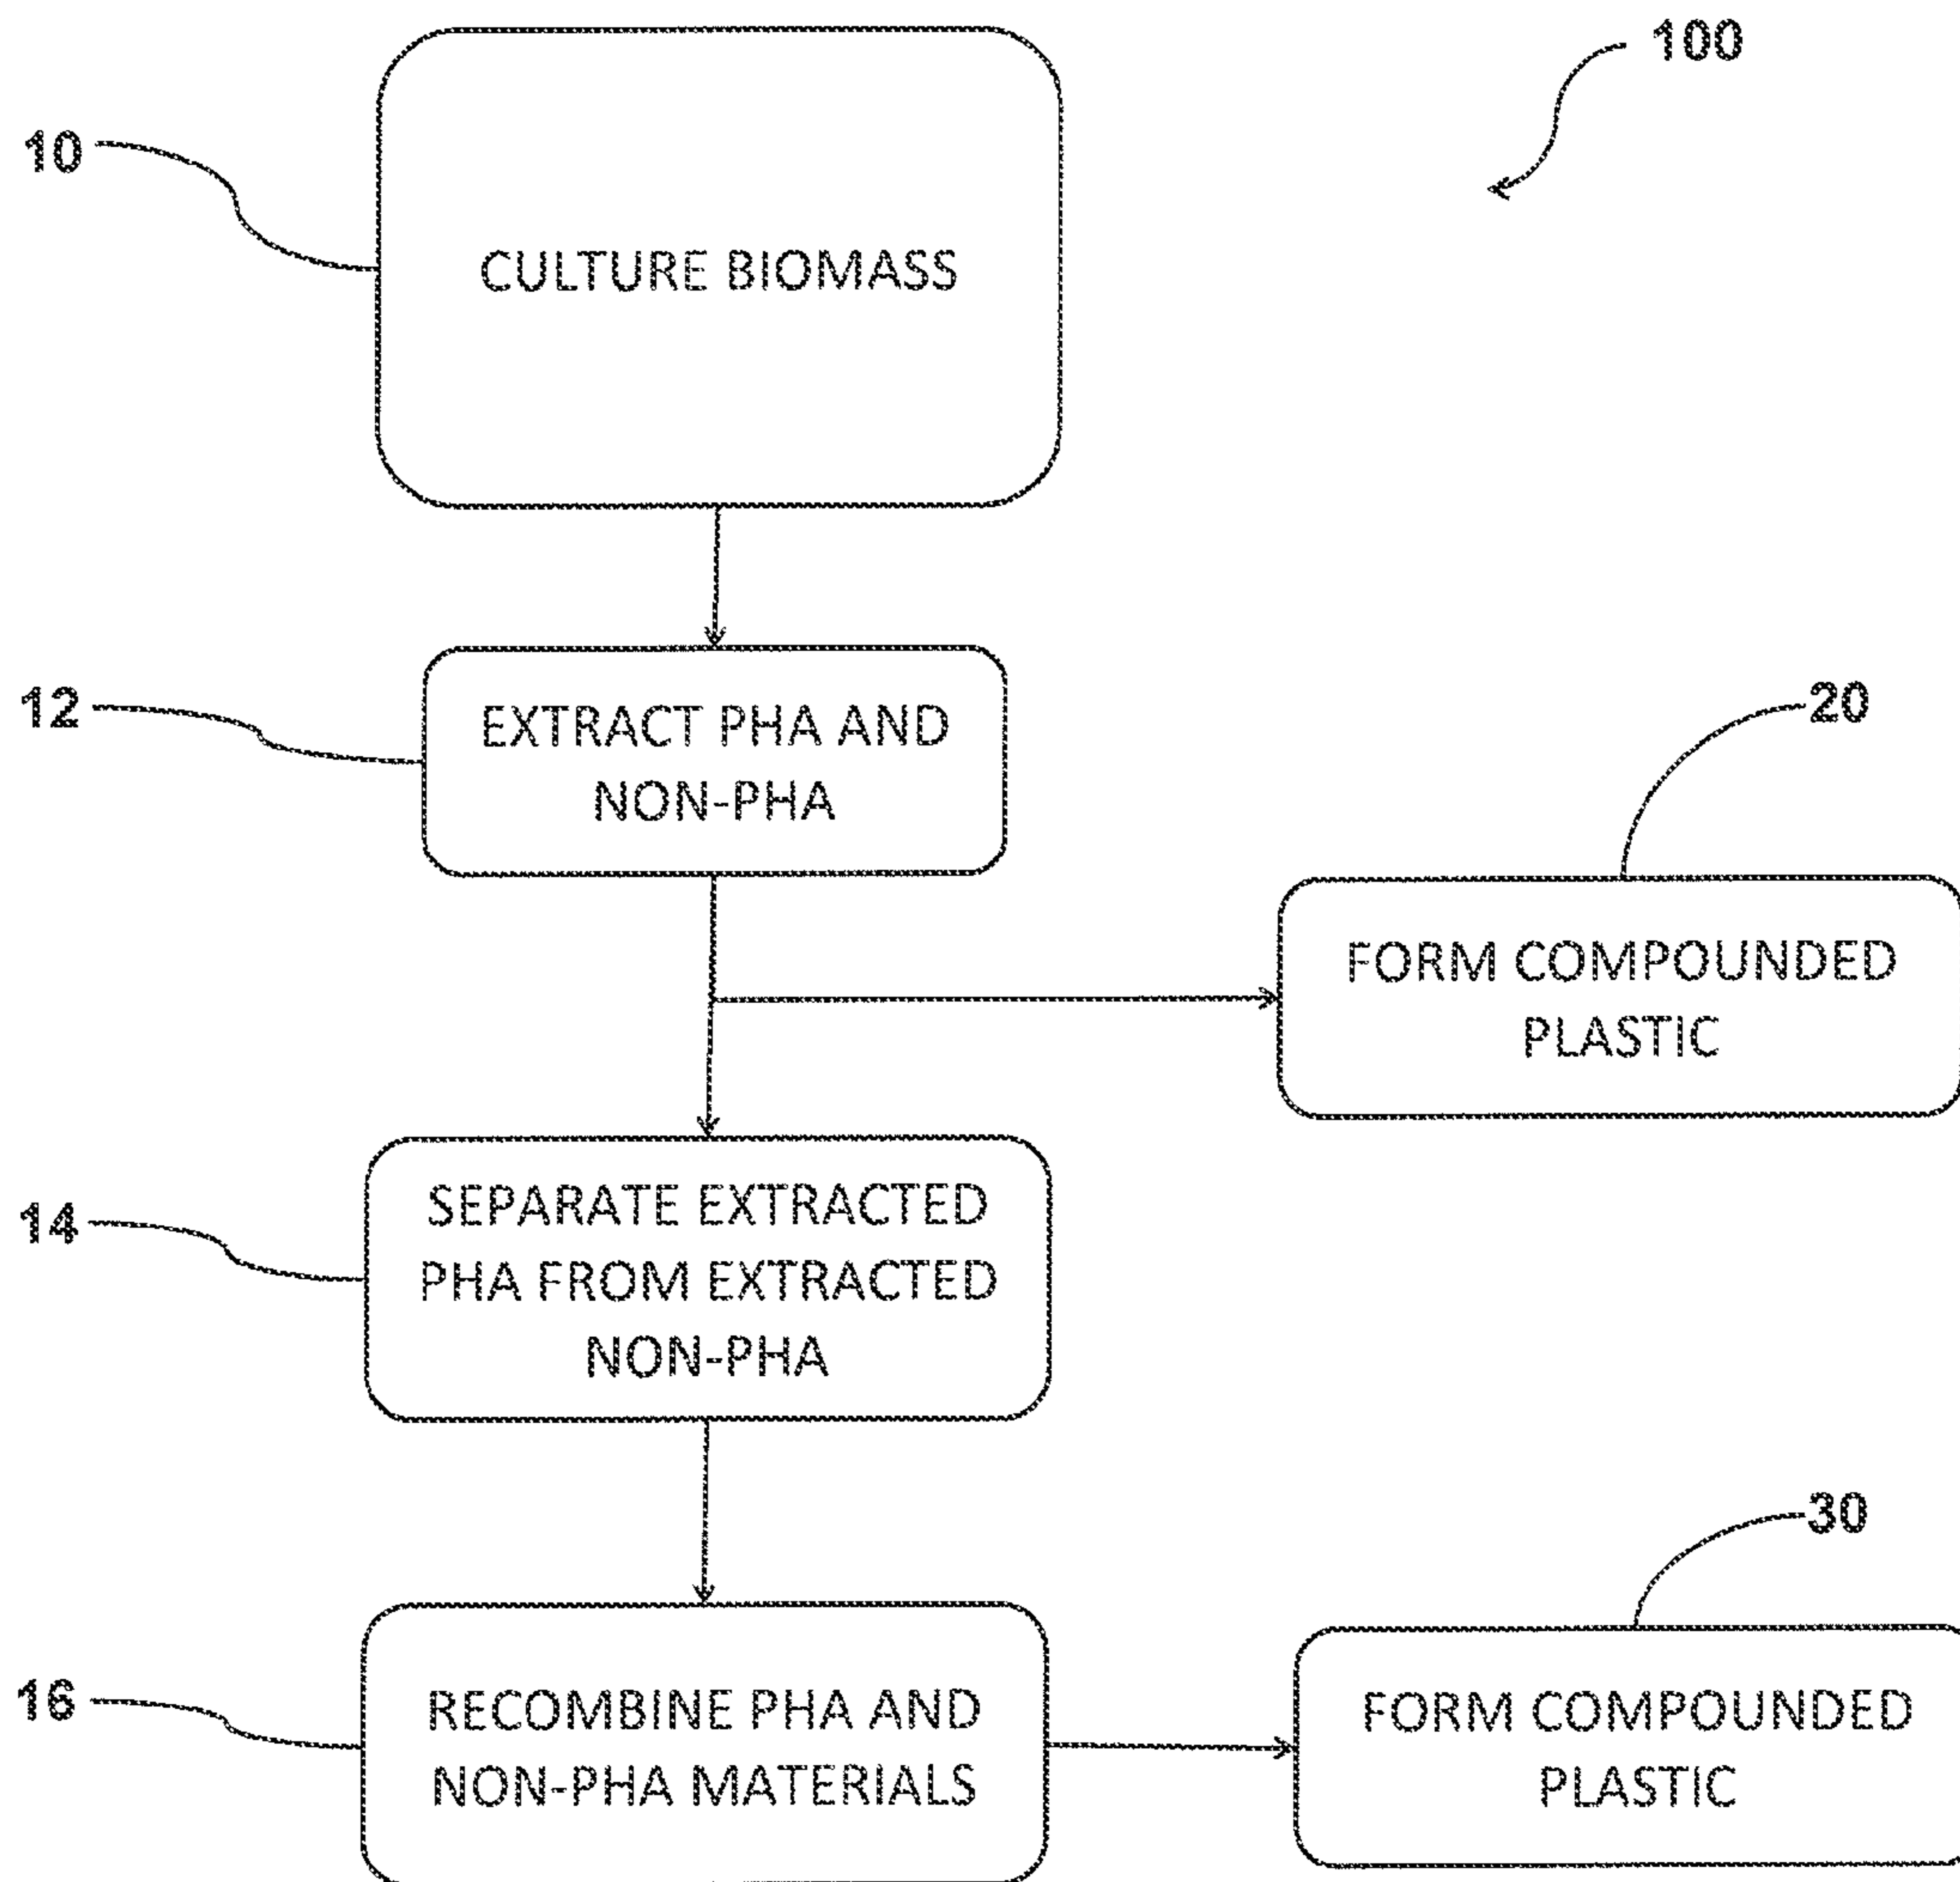 100
10
CULTURE BIOMASS
12
EXTRACT PHA AND
NON-PHA
20
FORM COMPOUNDED
PLASTIC
14
SEPARATE EXTRACTED
PHA FROM EXTRACTED
NON-PHA
30
16
RECOMBINE PHA AND
NON-PHA MATERIALS
FORM COMPOUNDED
PLASTIC